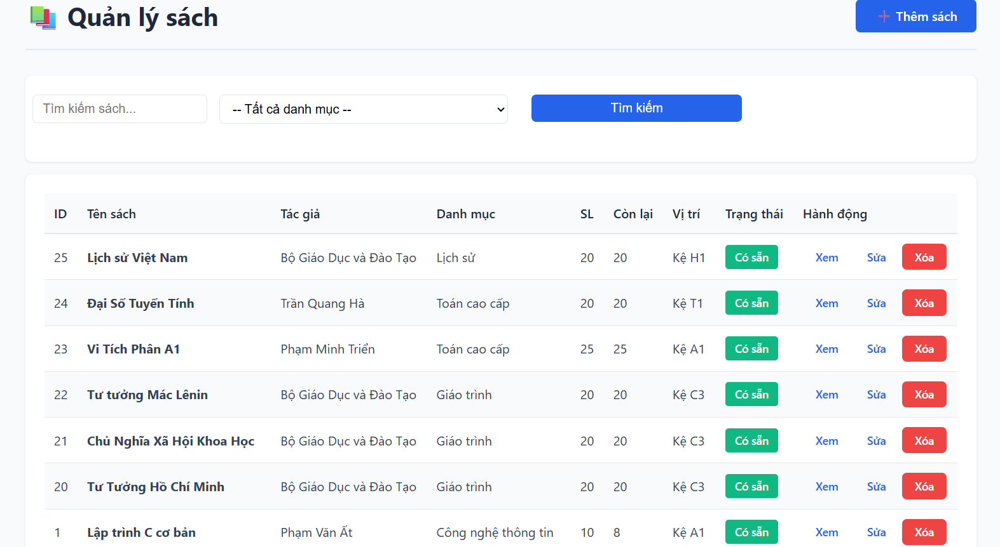 Quản lý sách
Thêm sách
Tìm kiếm sách... -- Tất cả danh mục -- Tìm kiếm
ID Tên sách Tác giả Danh mục SL Còn lại Vị trí Trạng thái Hành động
25 Lịch sử Việt Nam Bộ Giáo Dục và Đào Tạo Lịch sử 20 20 Kệ H1 Có sẵn Xem Sửa Xóa
24 Đại Số Tuyến Tính Trần Quang Hà Toán cao cấp 20 20 Kệ T1 Có sẵn Xem Sửa Xóa
23 Vi Tích Phân A1 Phạm Minh Triển Toán cao cấp 25 25 Kệ A1 Có sẵn Xem Sửa Xóa
22 Tư tưởng Mác Lênin Bộ Giáo Dục và Đào Tạo Giáo trình 20 20 Kệ C3 Có sẵn Xem Sửa Xóa
21 Chủ Nghĩa Xã Hội Khoa Học Bộ Giáo Dục và Đào Tạo Giáo trình 20 20 Kệ C3 Có sẵn Xem Sửa Xóa
20 Tư Tưởng Hồ Chí Minh Bộ Giáo Dục và Đào Tạo Giáo trình 20 20 Kệ C3 Có sẵn Xem Sửa Xóa
1 Lập trình C cơ bản Phạm Văn Ất Công nghệ thông tin 10 8 Kệ A1 Có sẵn Xem Sửa Xóa